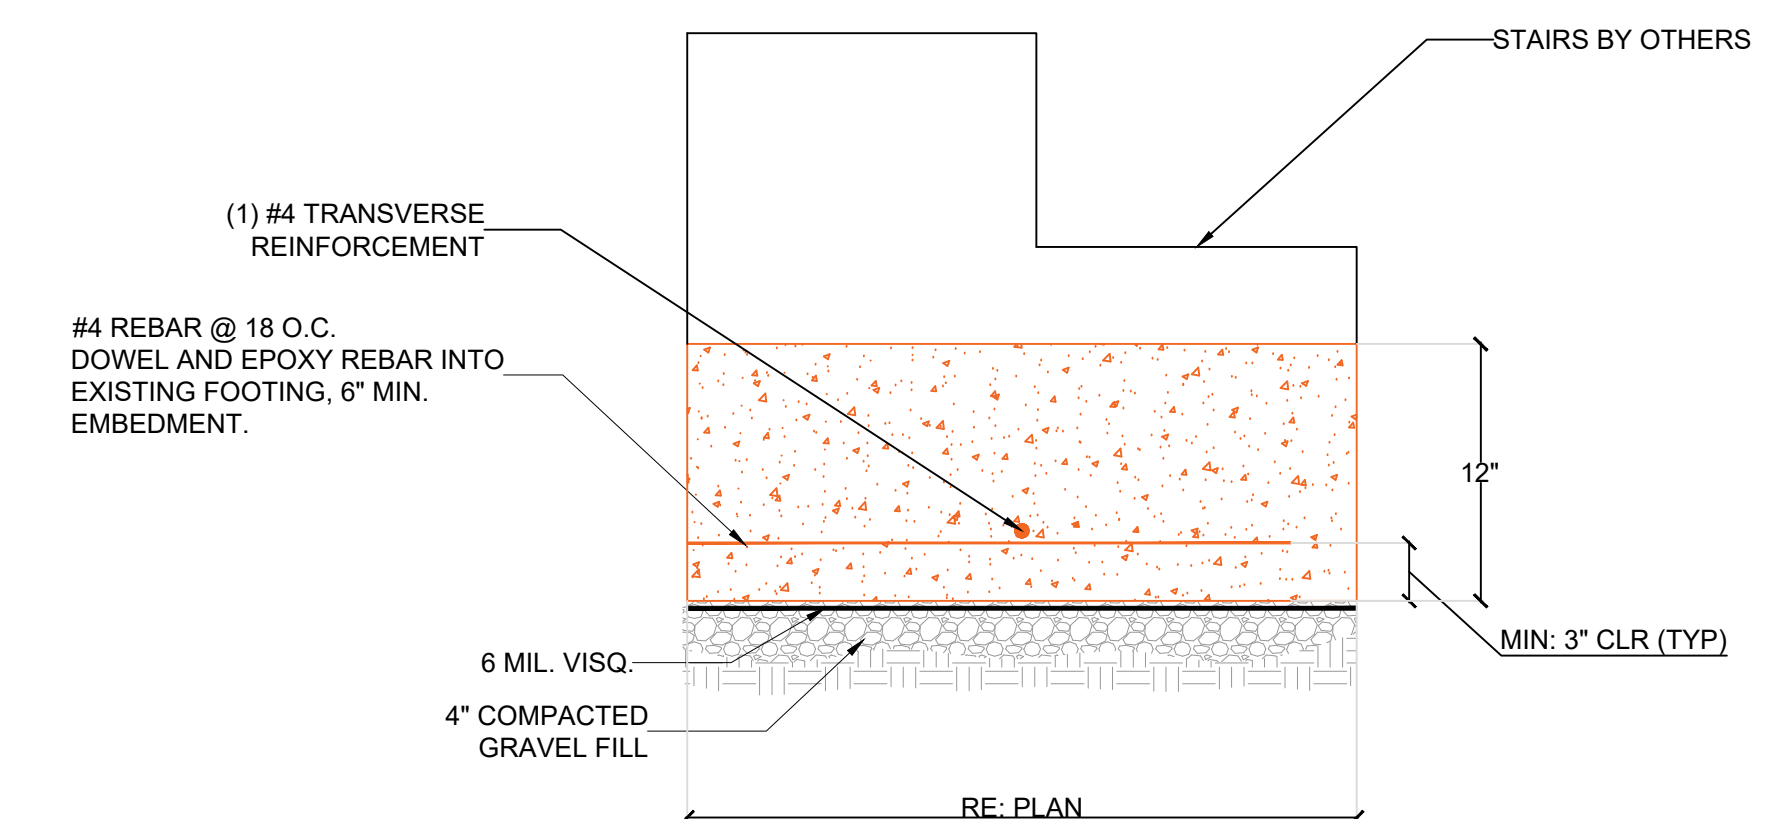 STAIRS BY OTHERS
(1) #4 TRANSVERSE
REINFORCEMENT
#4 REBAR @ 18 O.C.
DOWEL AND EPOXY REBAR INTO
EXISTING FOOTING, 6" MIN.
EMBEDMENT.
12"
MIN: 3" CLR (TYP)
6 MIL. VISQ.
4" COMPACTED
GRAVEL FILL
RE: PLAN